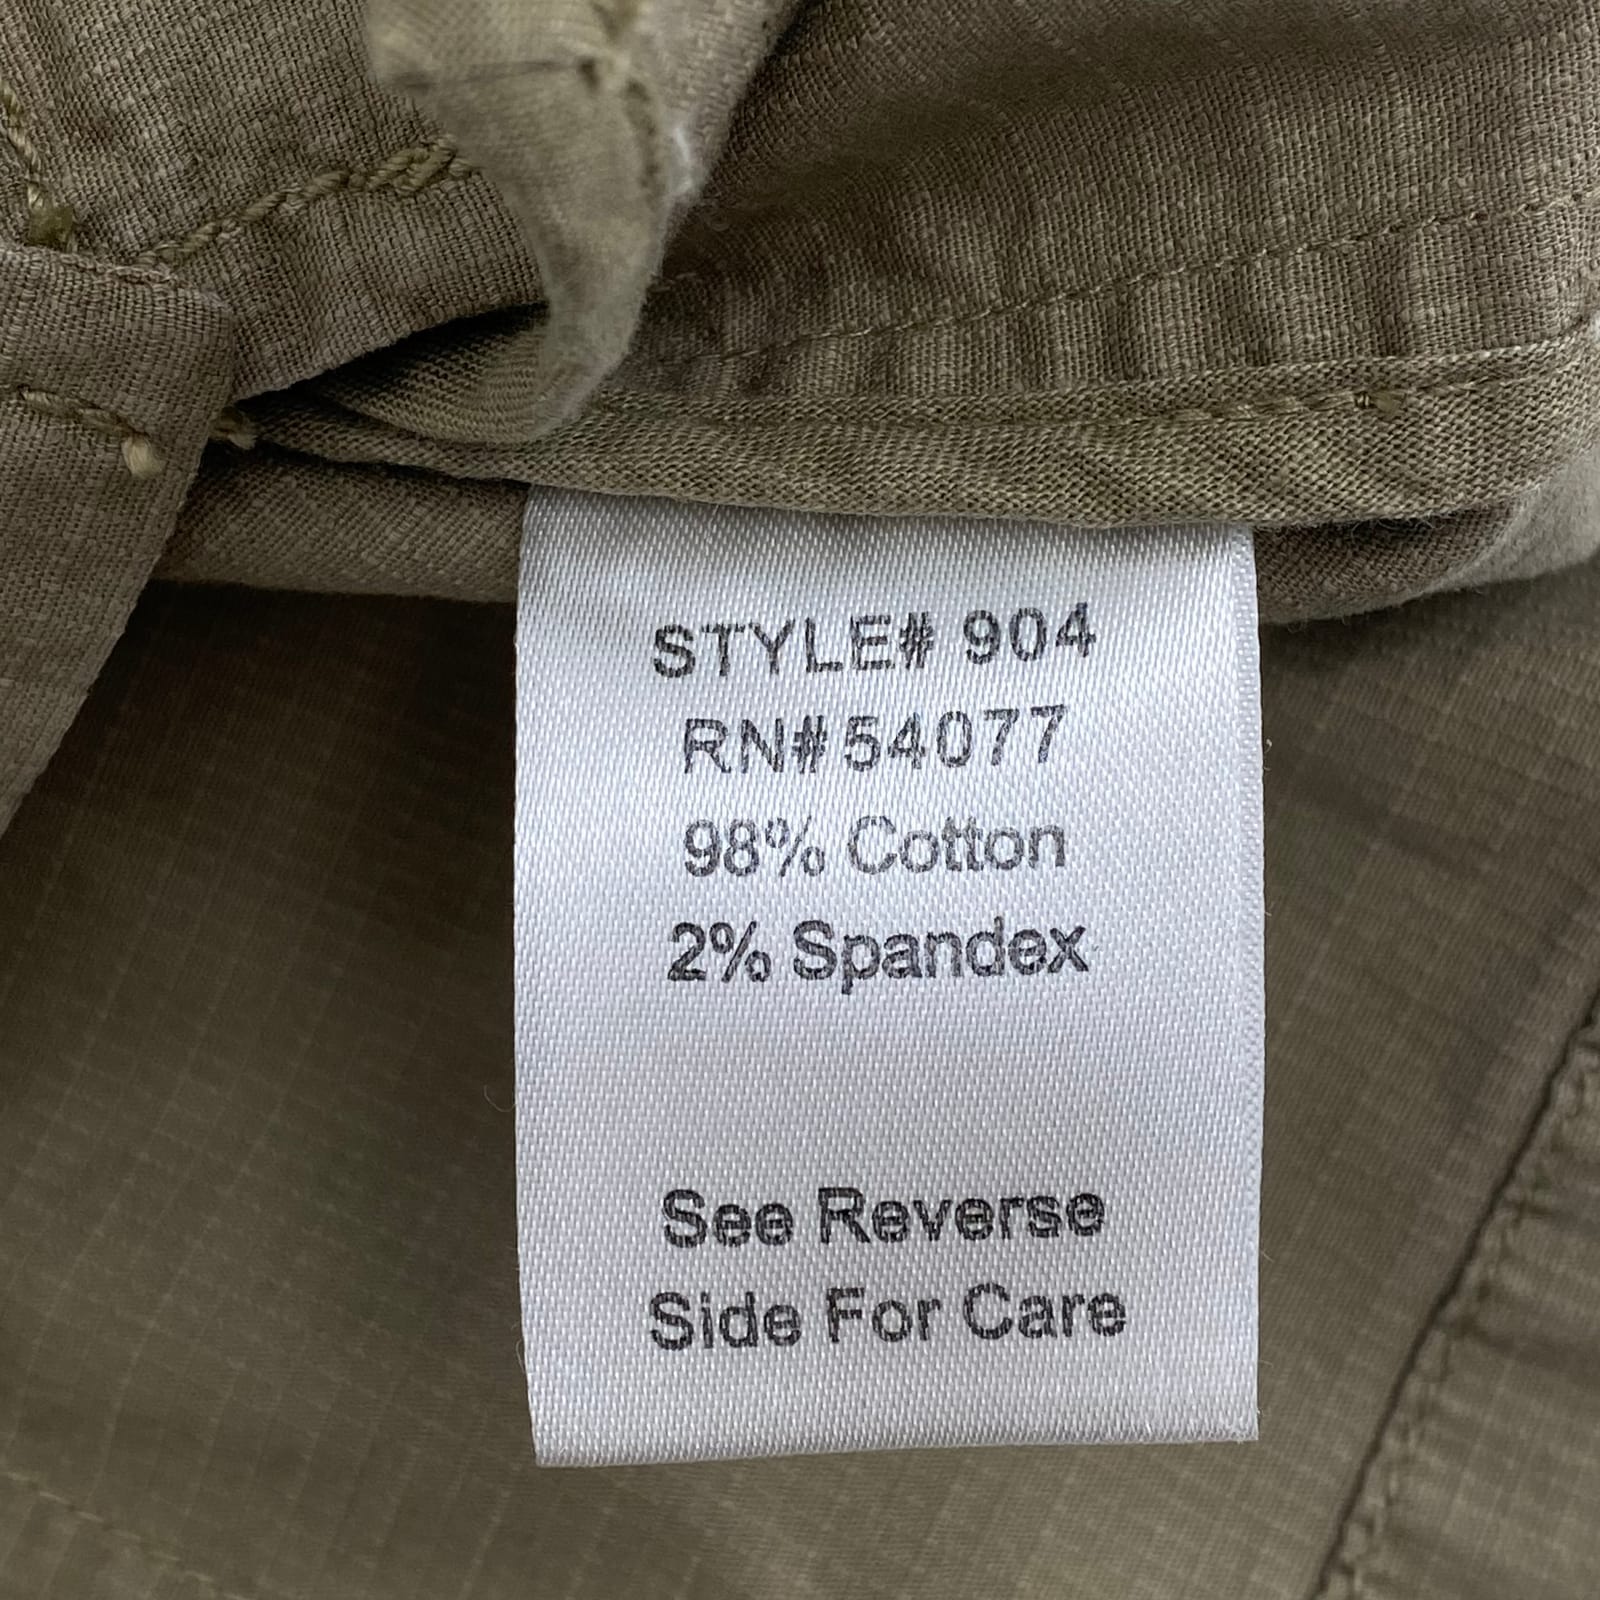 STYLE# 904
RN# 54077
98% Cotton
2% Spandex
See Reverse
Side For Care